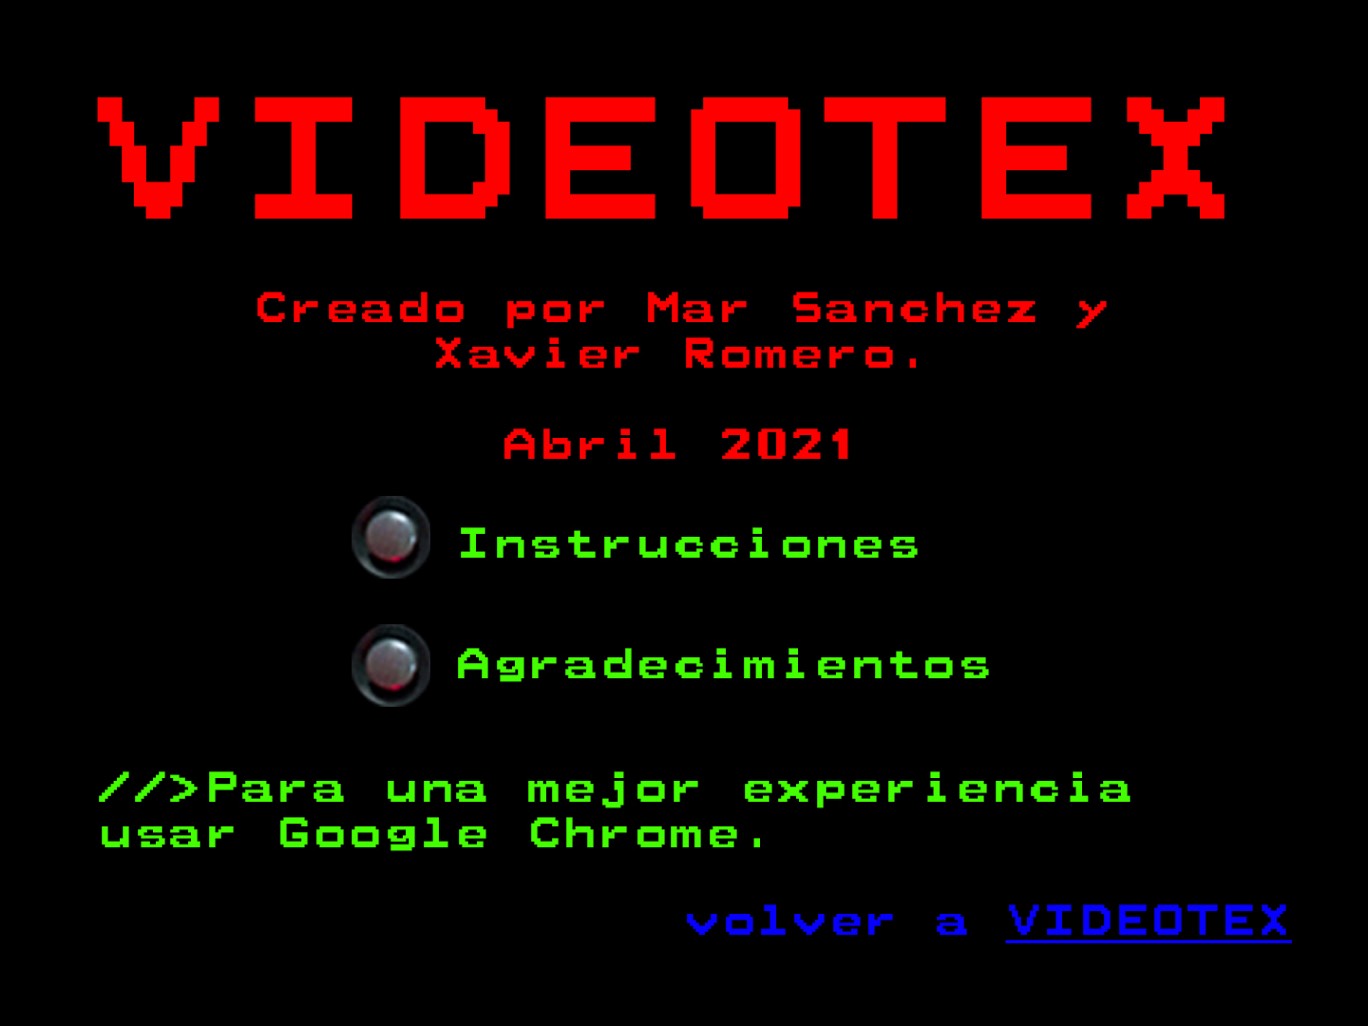 VIDEOTEX
Creado por Mar Sanchez y
Xavier Romero.
Abril 2021
Instrucciones
Agradecimientos
//>Para una mejor experiencia
usar Google Chrome.
volver a VIDEOTEX